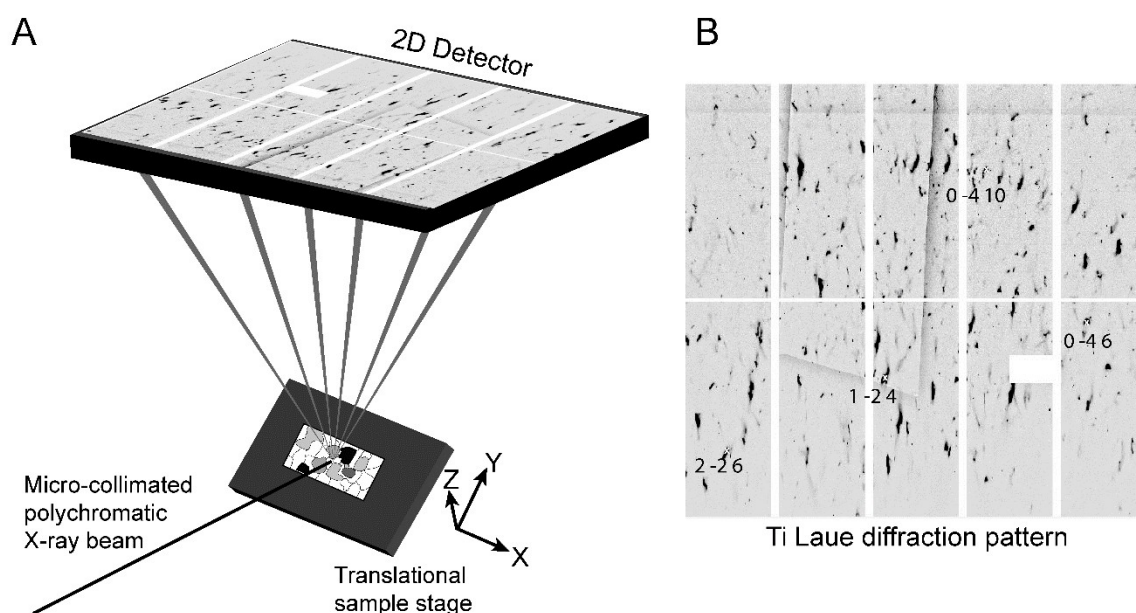 A
2D Detector
Micro-collimated
polychromatic
X-ray beam
Z
Y
X
Translational
sample stage
B
0 -4 10
0 -4 6
1 -2 4
2 -2 6
Ti Laue diffraction pattern